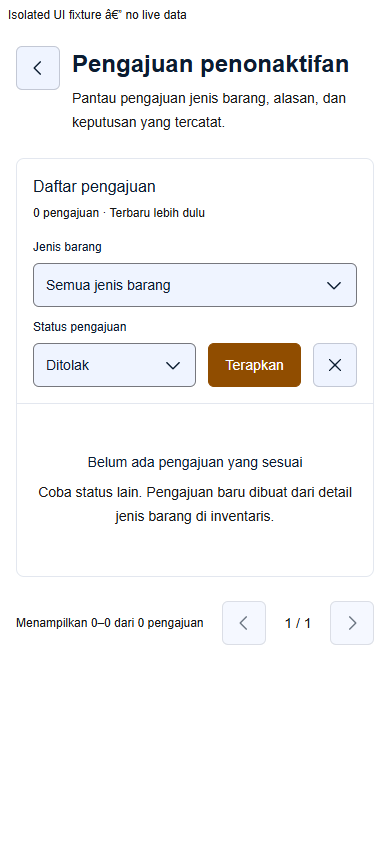 Isolated UI fixture â€” no live data
Pengajuan penonaktifan
Pantau pengajuan jenis barang, alasan, dan
keputusan yang tercatat.
Daftar pengajuan
0 pengajuan · Terbaru lebih dulu
Jenis barang
Semua jenis barang
Status pengajuan
Ditolak
Terapkan
Belum ada pengajuan yang sesuai
Coba status lain. Pengajuan baru dibuat dari detail
jenis barang di inventaris.
Menampilkan 0–0 dari 0 pengajuan
1 / 1